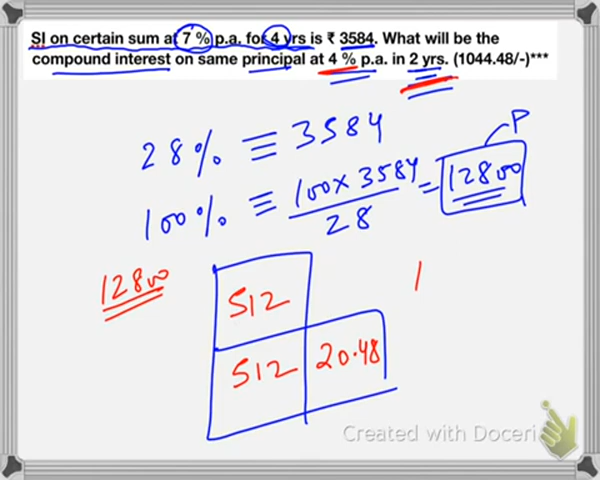 SI on certain sum at 7 % p.a. for 4 yrs is ₹ 3584. What will be the
compound interest on same principal at 4 % p.a. in 2 yrs. (1044.48/-)***
28% ≡ 3584
P
100% ≡ 100 × 3584 / 28 = 12800
12800
512
512 20.48
1
Created with Doceri